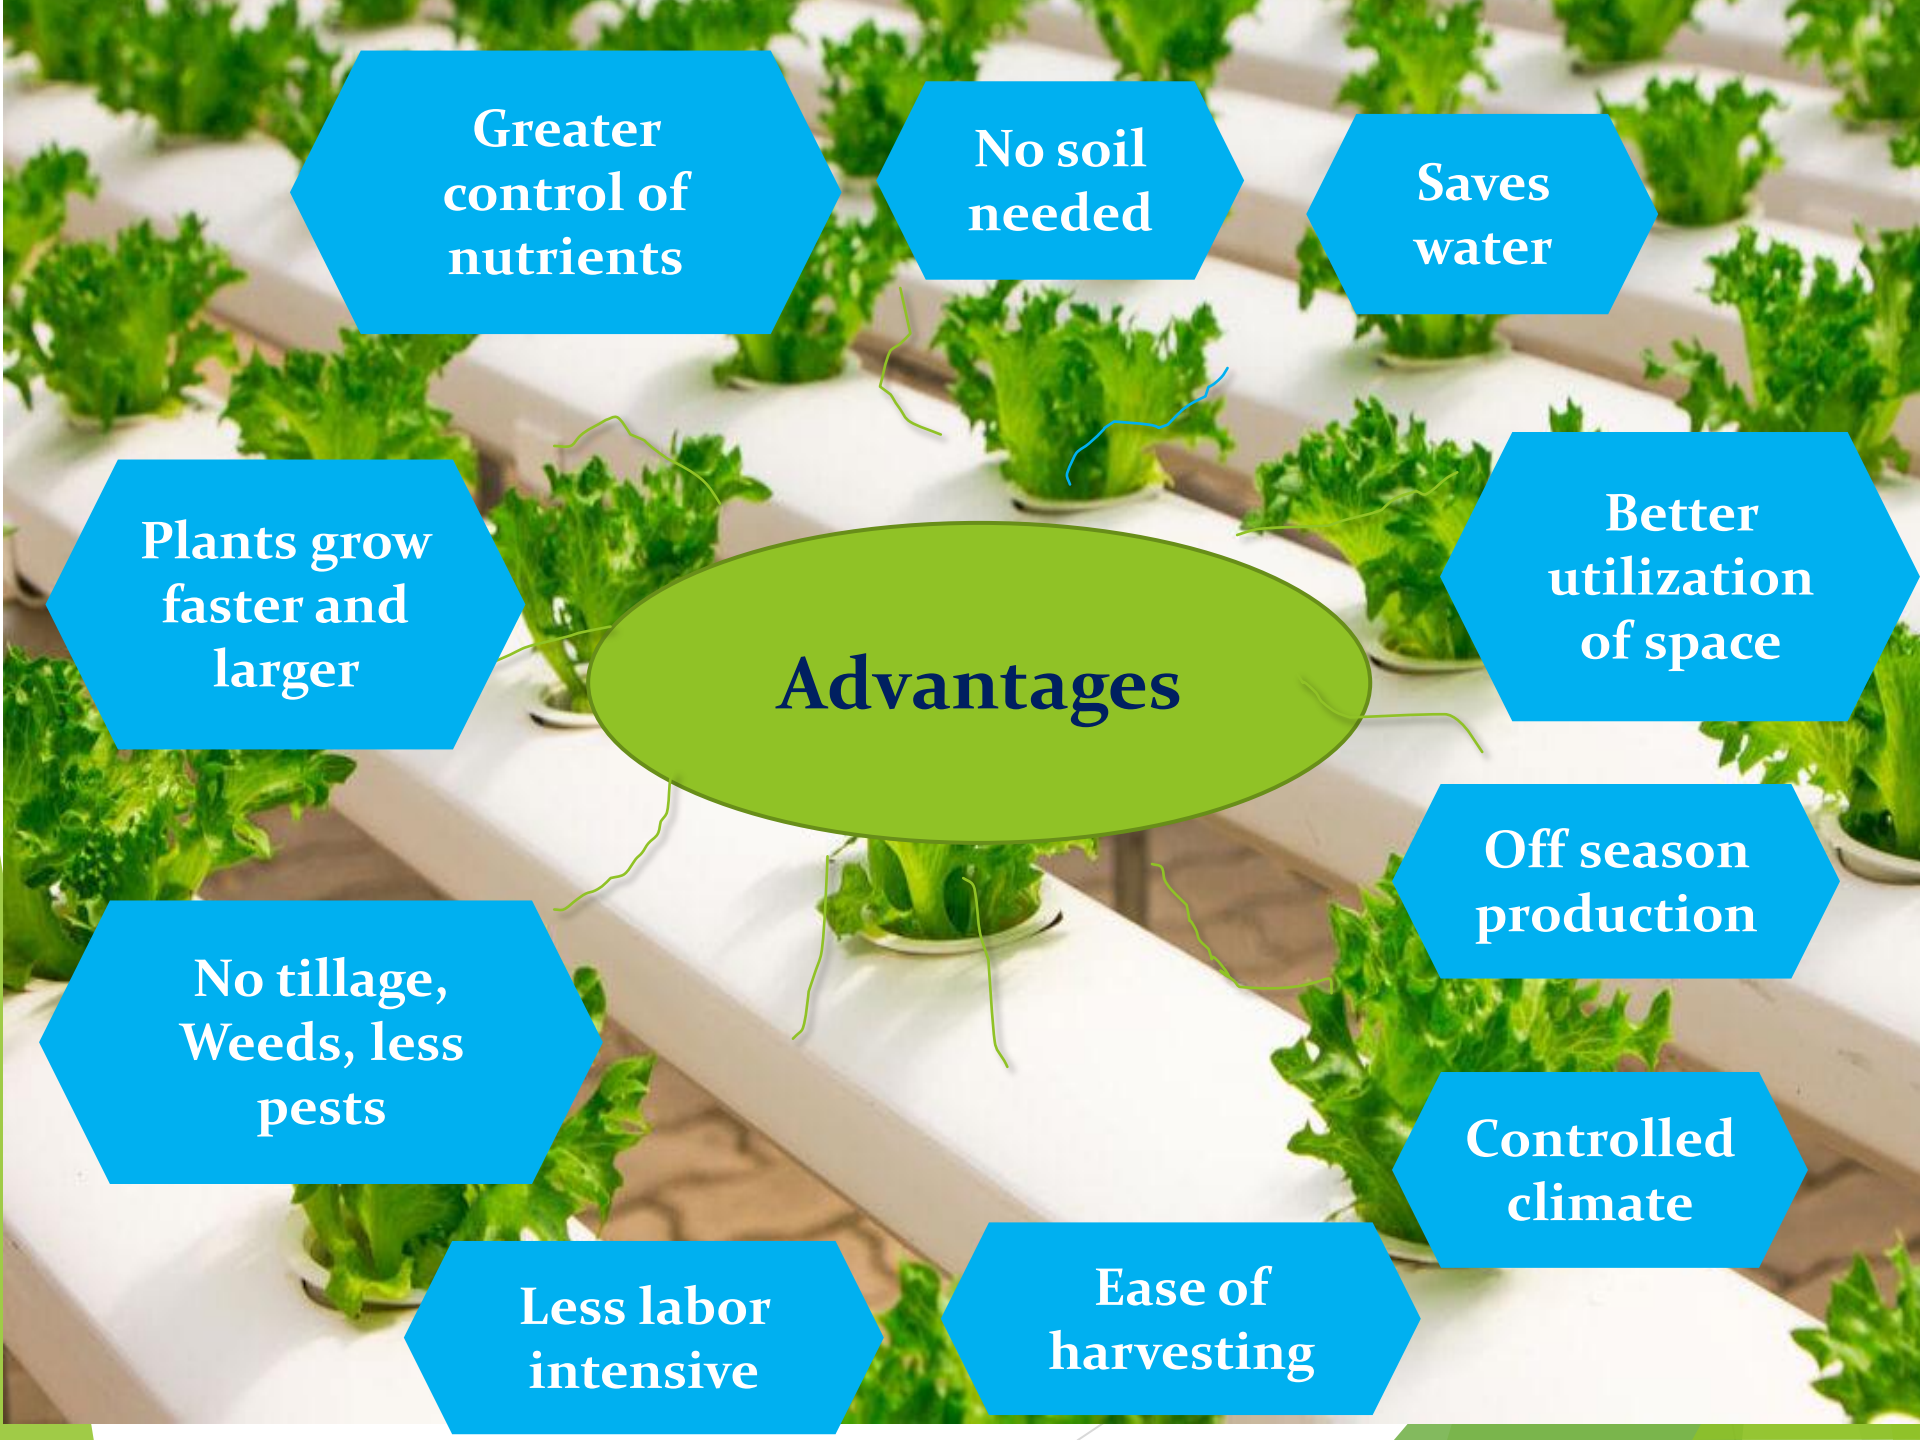 Greater
control of
nutrients
No soil
needed
Saves
water
Plants grow
faster and
larger
Better
utilization
of space
Advantages
Off season
production
No tillage,
Weeds, less
pests
Controlled
climate
Less labor
intensive
Ease of
harvesting